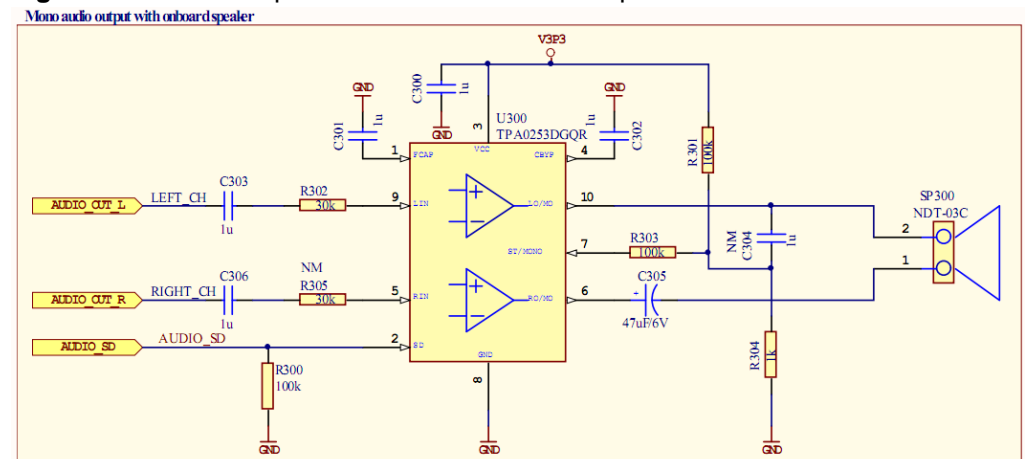 Mono audio output with onboard speaker
V3P3
GND
C300
1u
GND
GND
C301
1u
U300
TPA0253DGQR
1u
C302
R301
100k
3
VCC
1
FCAP
CBYP
4
AUDIO_OUT_L
LEFT_CH
C303
1u
R302
30k
9
LIN
LO/MO
10
SP300
NDT-03C
2
1
NM
C304
1u
ST/MONO
7
R303
100k
AUDIO_OUT_R
RIGHT_CH
C306
1u
NM
R305
30k
5
RIN
RO/MO
6
C305
+
47uF/6V
AUDIO_SD
AUDIO_SD
2
SD
R304
1k
R300
100k
GND
8
GND
GND
GND